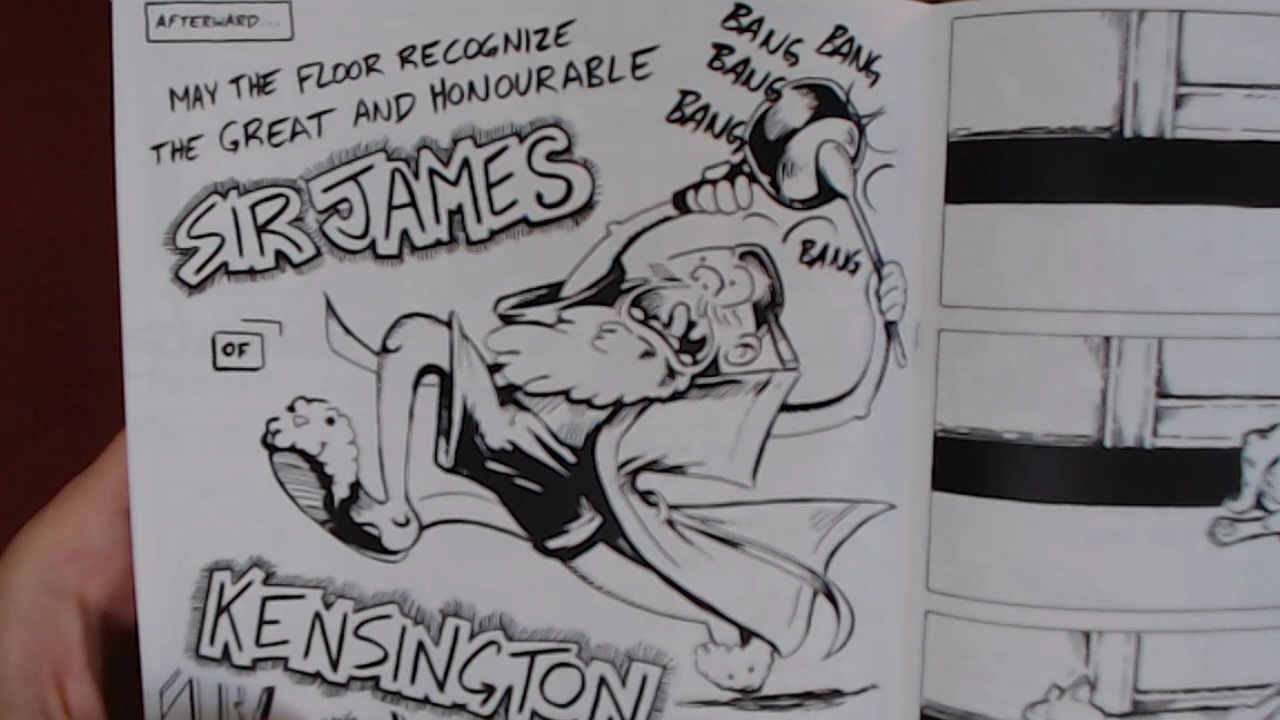 AFTERWARD...
MAY THE FLOOR RECOGNIZE
THE GREAT AND HONOURABLE
SIR JAMES
OF
KENSINGTON
BANG BANG
BANG
BANG
BANG